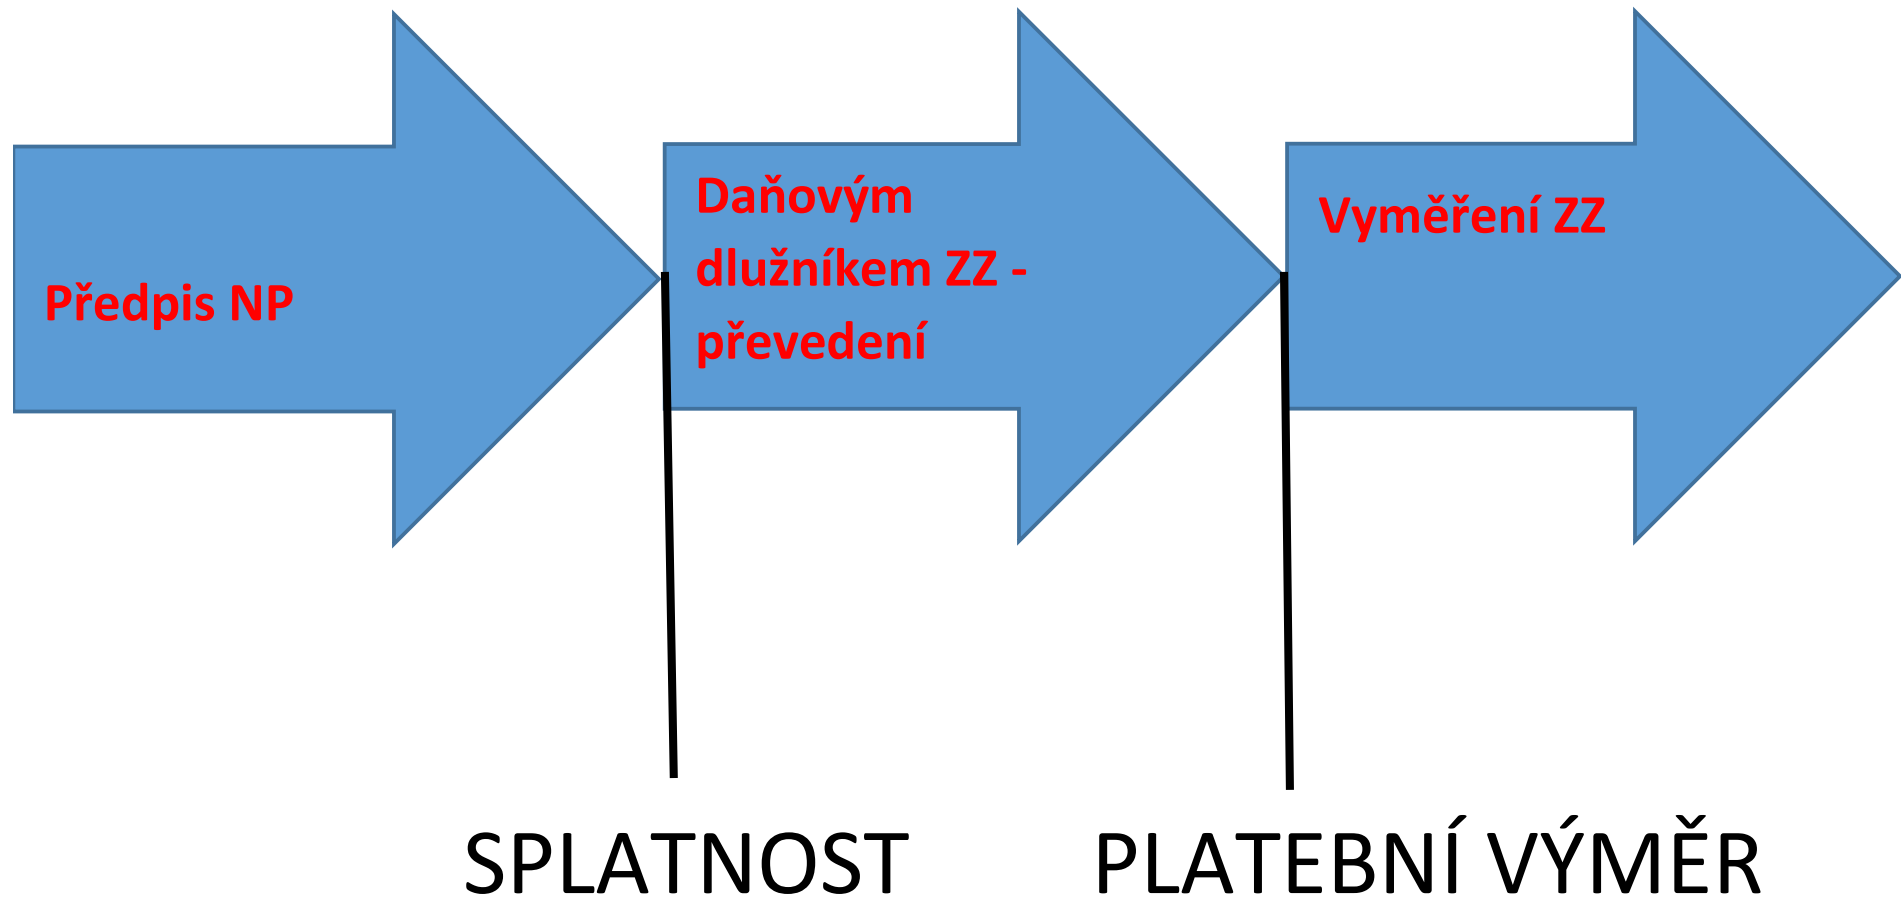 Předpis NP
Daňovým
dlužníkem ZZ -
převedení
Vyměření ZZ
SPLATNOST
PLATEBNÍ VÝMĚR